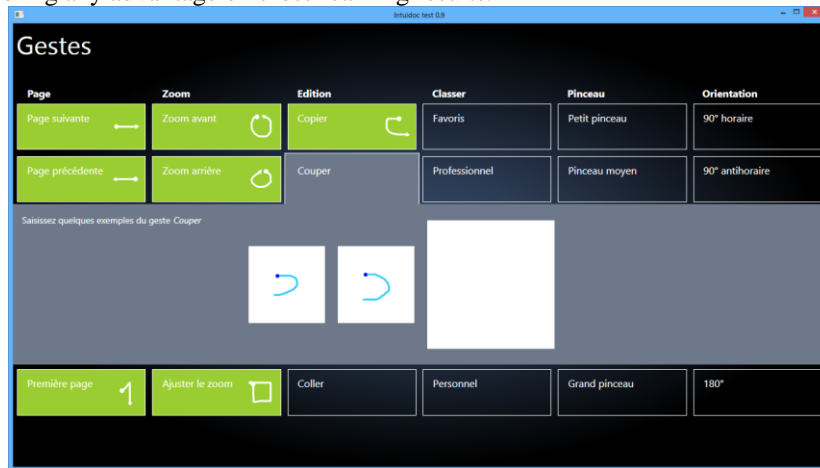 Intuidoc test 0.9
Gestes
Page Zoom Edition Classer Pinceau Orientation
Page suivante Zoom avant Copier Favoris Petit pinceau 90° horaire
Page précédente Zoom arrière Couper Professionnel Pinceau moyen 90° antihoraire
Saisissez quelques exemples du geste Couper
Première page Ajuster le zoom Coller Personnel Grand pinceau 180°